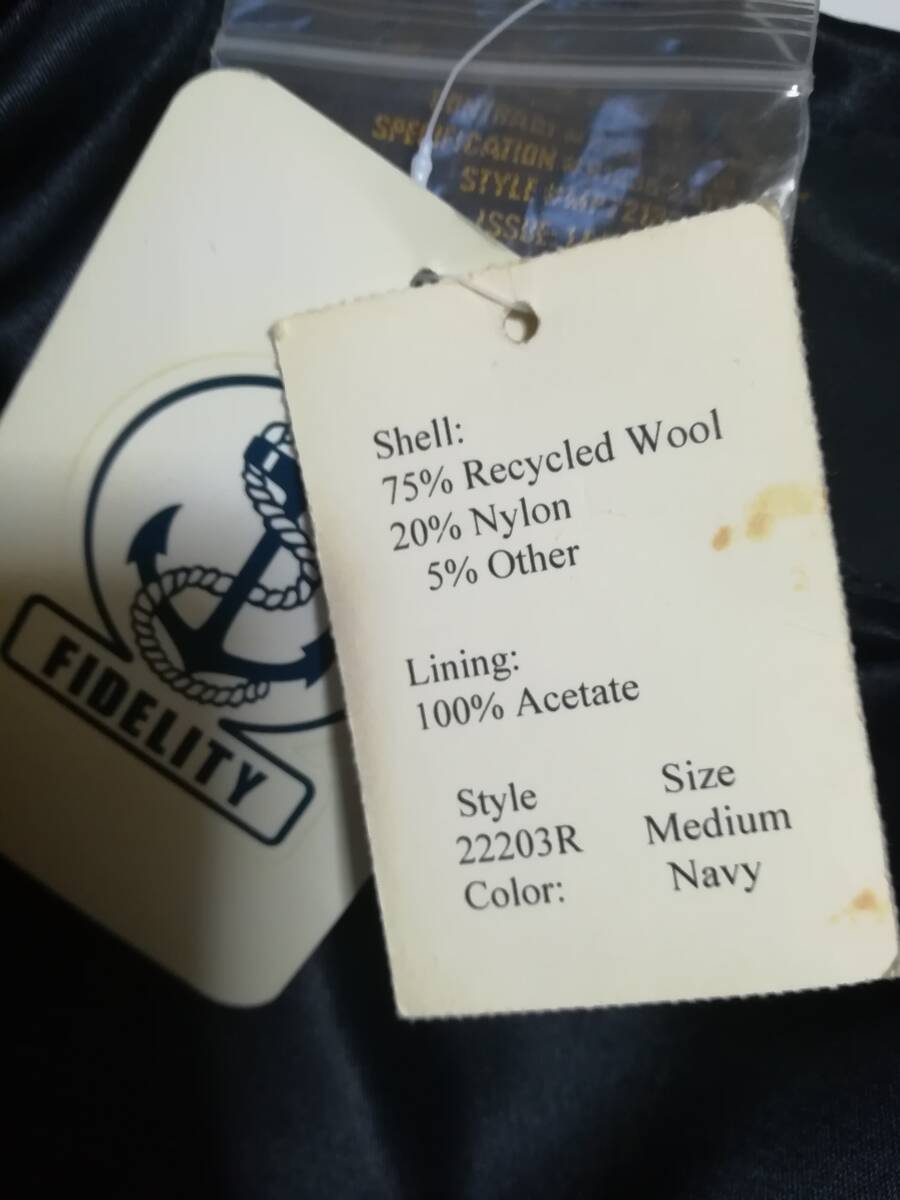 SPECIFICATION
STYLE
ISSUE
Shell:
75% Recycled Wool
20% Nylon
5% Other
Lining:
100% Acetate
Style Size
22203R Medium
Color: Navy
FIDELITY